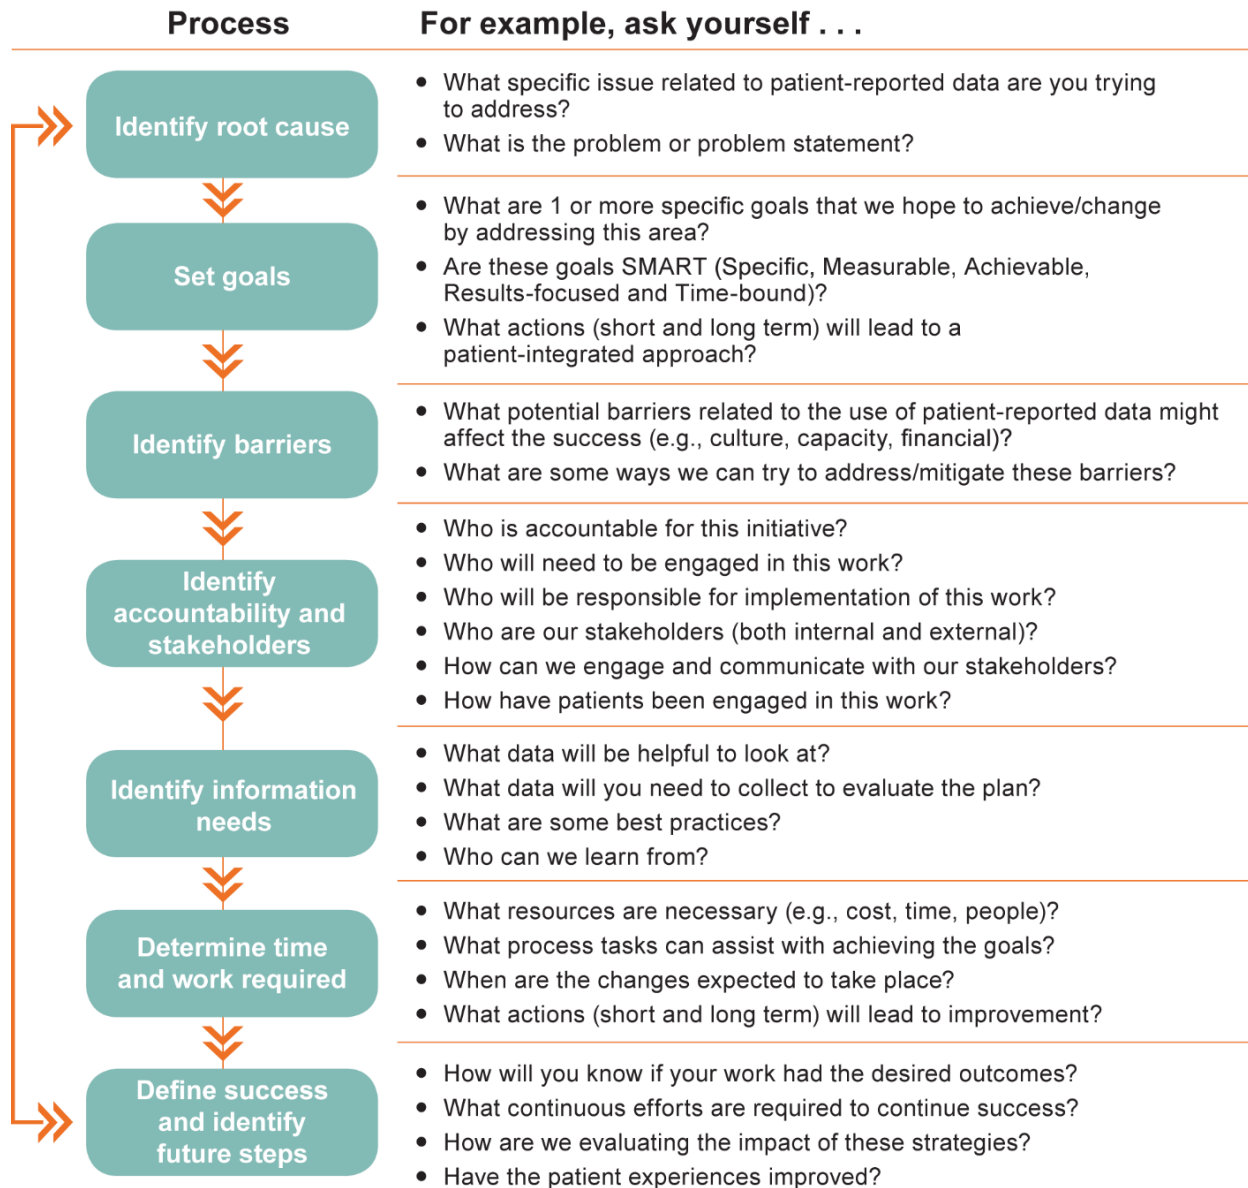 Process
For example, ask yourself . . .
Identify root cause
• What specific issue related to patient-reported data are you trying
to address?
• What is the problem or problem statement?
Set goals
• What are 1 or more specific goals that we hope to achieve/change
by addressing this area?
• Are these goals SMART (Specific, Measurable, Achievable,
Results-focused and Time-bound)?
• What actions (short and long term) will lead to a
patient-integrated approach?
Identify barriers
• What potential barriers related to the use of patient-reported data might
affect the success (e.g., culture, capacity, financial)?
• What are some ways we can try to address/mitigate these barriers?
Identify
accountability and
stakeholders
• Who is accountable for this initiative?
• Who will need to be engaged in this work?
• Who will be responsible for implementation of this work?
• Who are our stakeholders (both internal and external)?
• How can we engage and communicate with our stakeholders?
• How have patients been engaged in this work?
Identify information
needs
• What data will be helpful to look at?
• What data will you need to collect to evaluate the plan?
• What are some best practices?
• Who can we learn from?
Determine time
and work required
• What resources are necessary (e.g., cost, time, people)?
• What process tasks can assist with achieving the goals?
• When are the changes expected to take place?
• What actions (short and long term) will lead to improvement?
Define success
and identify
future steps
• How will you know if your work had the desired outcomes?
• What continuous efforts are required to continue success?
• How are we evaluating the impact of these strategies?
• Have the patient experiences improved?